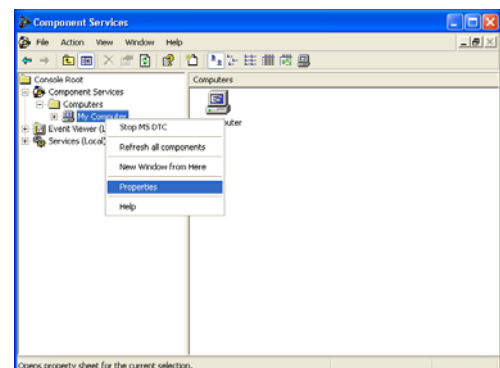 Component Services
File Action View Window Help
Console Root
Component Services
Computers
My Computer
Event Viewer (L
Services (Local)
Computers
uter
Stop MS DTC
Refresh all components
New Window from Here
Properties
Help
Opens property sheet for the current selection.